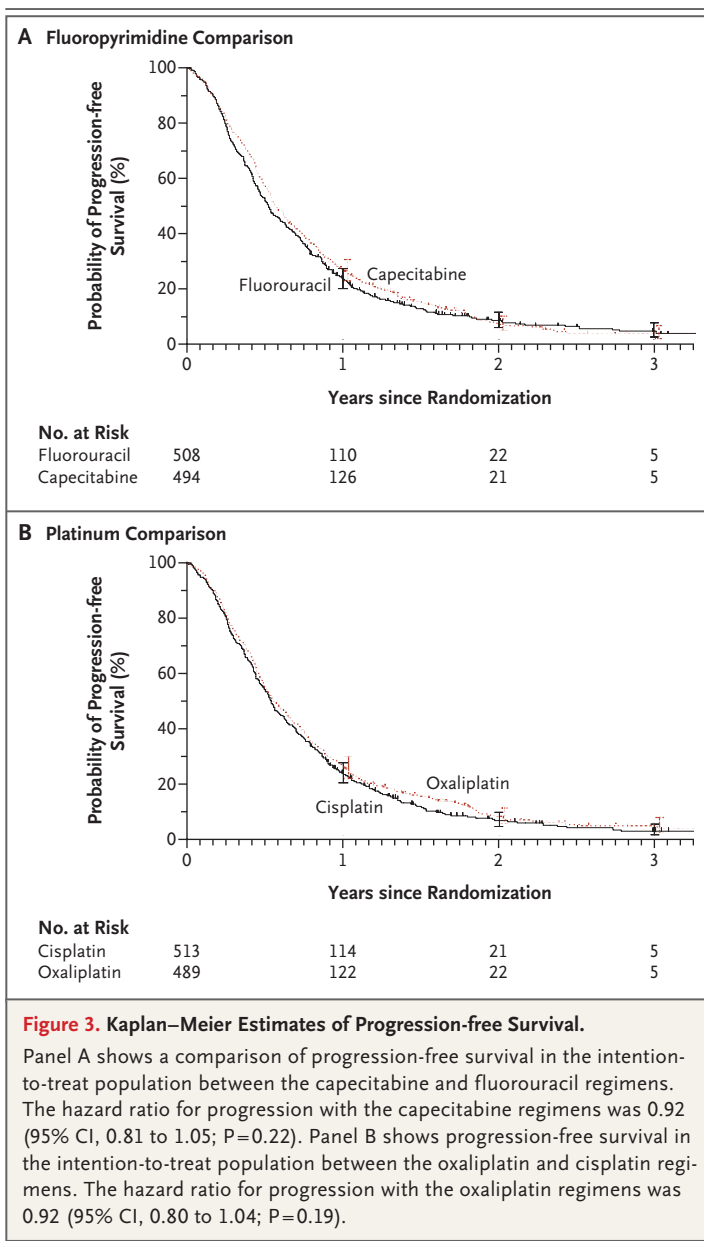 A Fluoropyrimidine Comparison
100
80
60
40
20
0
Probability of Progression-free
Survival (%)
Fluorouracil
Capecitabine
0 1 2 3
Years since Randomization
No. at Risk
Fluorouracil 508 110 22 5
Capecitabine 494 126 21 5
B Platinum Comparison
100
80
60
40
20
0
Probability of Progression-free
Survival (%)
Oxaliplatin
Cisplatin
0 1 2 3
Years since Randomization
No. at Risk
Cisplatin 513 114 21 5
Oxaliplatin 489 122 22 5
Figure 3. Kaplan–Meier Estimates of Progression-free Survival.
Panel A shows a comparison of progression-free survival in the intention-
to-treat population between the capecitabine and fluorouracil regimens.
The hazard ratio for progression with the capecitabine regimens was 0.92
(95% CI, 0.81 to 1.05; P=0.22). Panel B shows progression-free survival in
the intention-to-treat population between the oxaliplatin and cisplatin regi-
mens. The hazard ratio for progression with the oxaliplatin regimens was
0.92 (95% CI, 0.80 to 1.04; P=0.19).